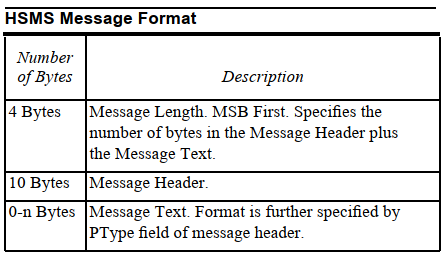 HSMS Message Format
Number
of Bytes
Description
4 Bytes
Message Length. MSB First. Specifies the
number of bytes in the Message Header plus
the Message Text.
10 Bytes
Message Header.
0-n Bytes
Message Text. Format is further specified by
PType field of message header.